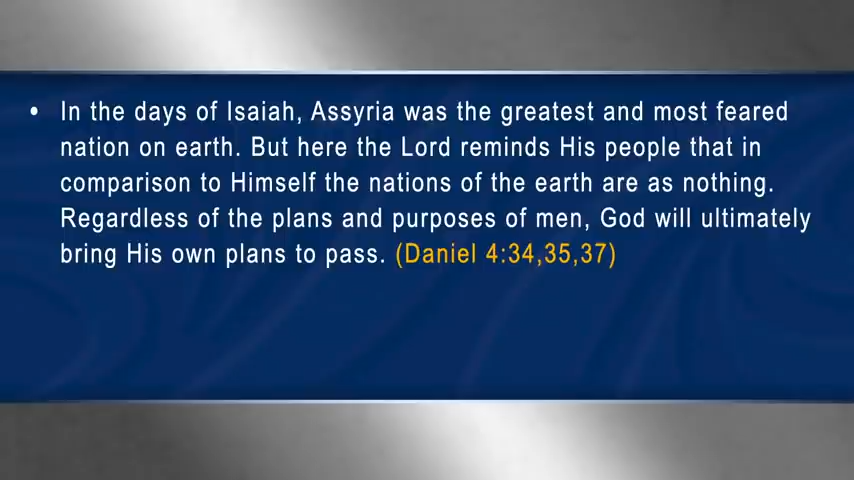 • In the days of Isaiah, Assyria was the greatest and most feared
nation on earth. But here the Lord reminds His people that in
comparison to Himself the nations of the earth are as nothing.
Regardless of the plans and purposes of men, God will ultimately
bring His own plans to pass. (Daniel 4:34,35,37)